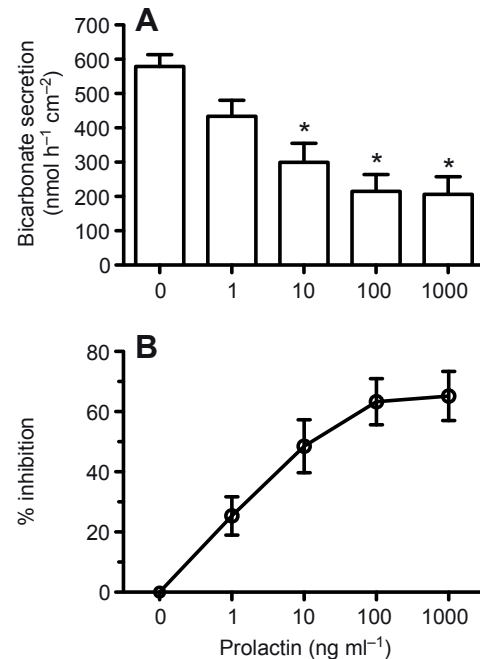 A
Bicarbonate secretion
(nmol h⁻¹ cm⁻²)
700
600
500
400
300
200
100
0
* * *
0 1 10 100 1000
B
% inhibition
80
60
40
20
0
0 1 10 100 1000
Prolactin (ng ml⁻¹)